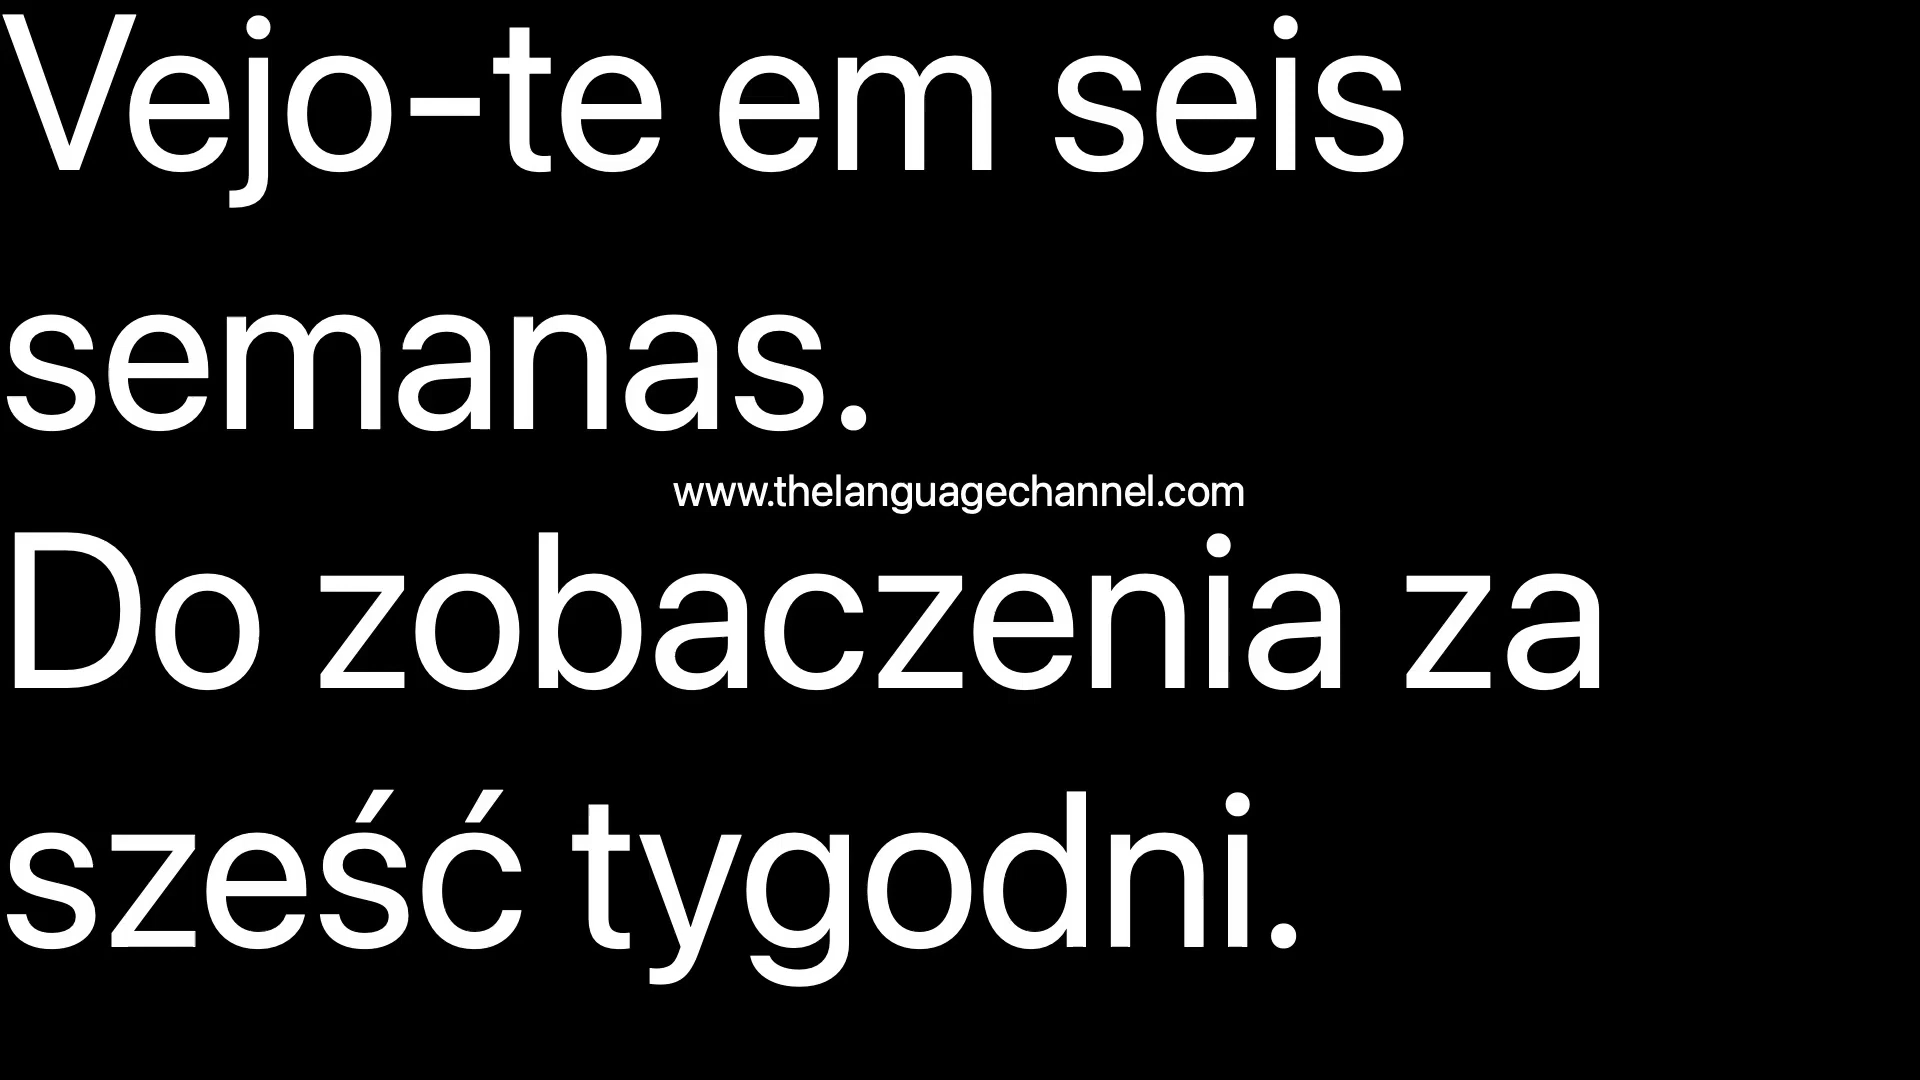 Vejo-te em seis
semanas.
www.thelanguagechannel.com
Do zobaczenia za
sześć tygodni.